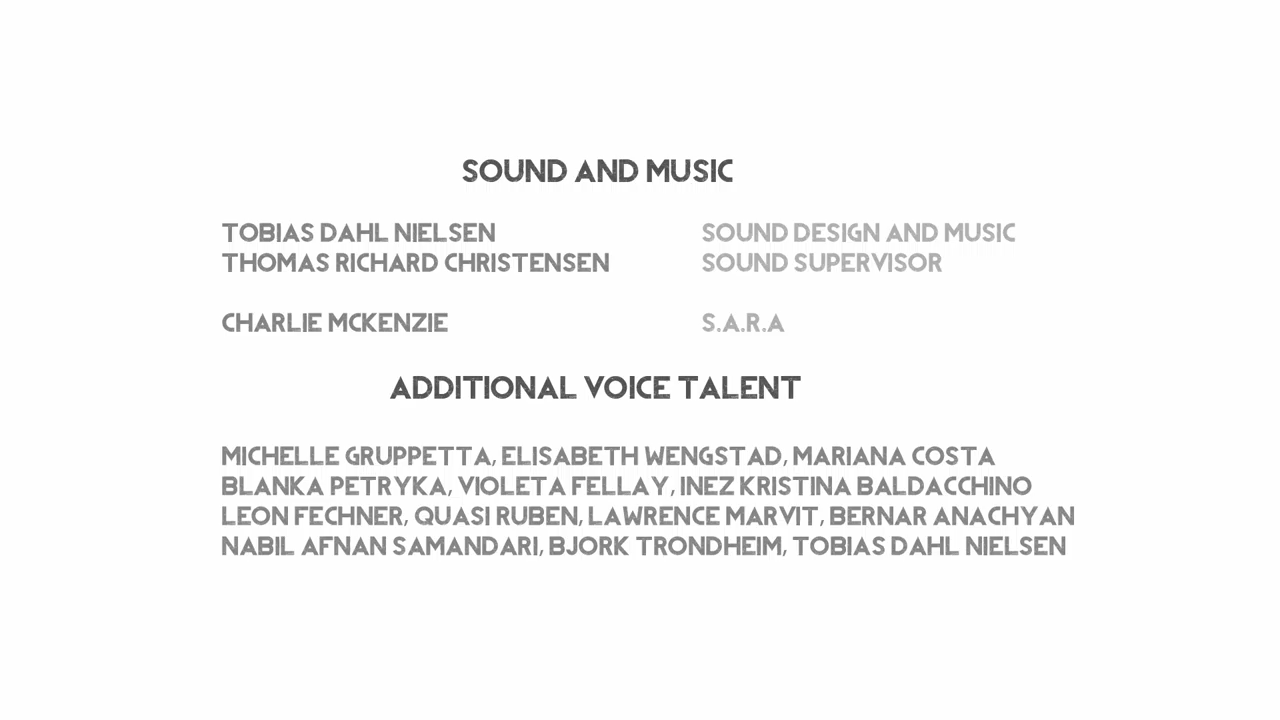 SOUND AND MUSIC
TOBIAS DAHL NIELSEN SOUND DESIGN AND MUSIC
THOMAS RICHARD CHRISTENSEN SOUND SUPERVISOR
CHARLIE MCKENZIE S.A.R.A
ADDITIONAL VOICE TALENT
MICHELLE GRUPPETTA, ELISABETH WENGSTAD, MARIANA COSTA
BLANKA PETRYKA, VIOLETA FELLAY, INEZ KRISTINA BALDACCHINO
LEON FECHNER, QUASI RUBEN, LAWRENCE MARVIT, BERNAR ANACHYAN
NABIL AFNAN SAMANDARI, BJORK TRONDHEIM, TOBIAS DAHL NIELSEN